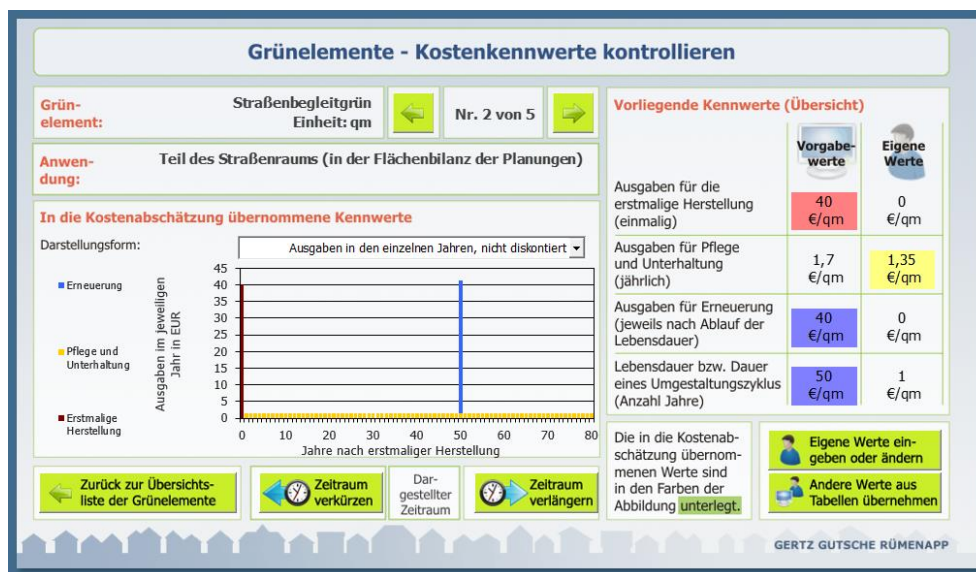 Grünelemente - Kostenkennwerte kontrollieren
Grün-
element:
Straßenbegleitgrün
Einheit: qm
Nr. 2 von 5
Anwen-
dung:
Teil des Straßenraums (in der Flächenbilanz der Planungen)
In die Kostenabschätzung übernommene Kennwerte
Darstellungsform:
Ausgaben in den einzelnen Jahren, nicht diskontiert
Erneuerung
Pflege und
Unterhaltung
Erstmalige
Herstellung
Ausgaben im jeweiligen
Jahr in EUR
45
40
35
30
25
20
15
10
5
0
0 10 20 30 40 50 60 70 80
Jahre nach erstmaliger Herstellung
Zurück zur Übersichts-
liste der Grünelemente
Zeitraum
verkürzen
Dar-
gestellter
Zeitraum
Zeitraum
verlängern
Vorliegende Kennwerte (Übersicht)
Vorgabe-
werte
Eigene
Werte
Ausgaben für die
erstmalige Herstellung
(einmalig)
40
€/qm
0
€/qm
Ausgaben für Pflege
und Unterhaltung
(jährlich)
1,7
€/qm
1,35
€/qm
Ausgaben für Erneuerung
(jeweils nach Ablauf der
Lebensdauer)
40
€/qm
0
€/qm
Lebensdauer bzw. Dauer
eines Umgestaltungszyklus
(Anzahl Jahre)
50
€/qm
1
€/qm
Die in die Kostenab-
schätzung übernom-
menen Werte sind
in den Farben der
Abbildung unterlegt.
Eigene Werte ein-
geben oder ändern
Andere Werte aus
Tabellen übernehmen
GERTZ GUTSCHE RÜMENAPP